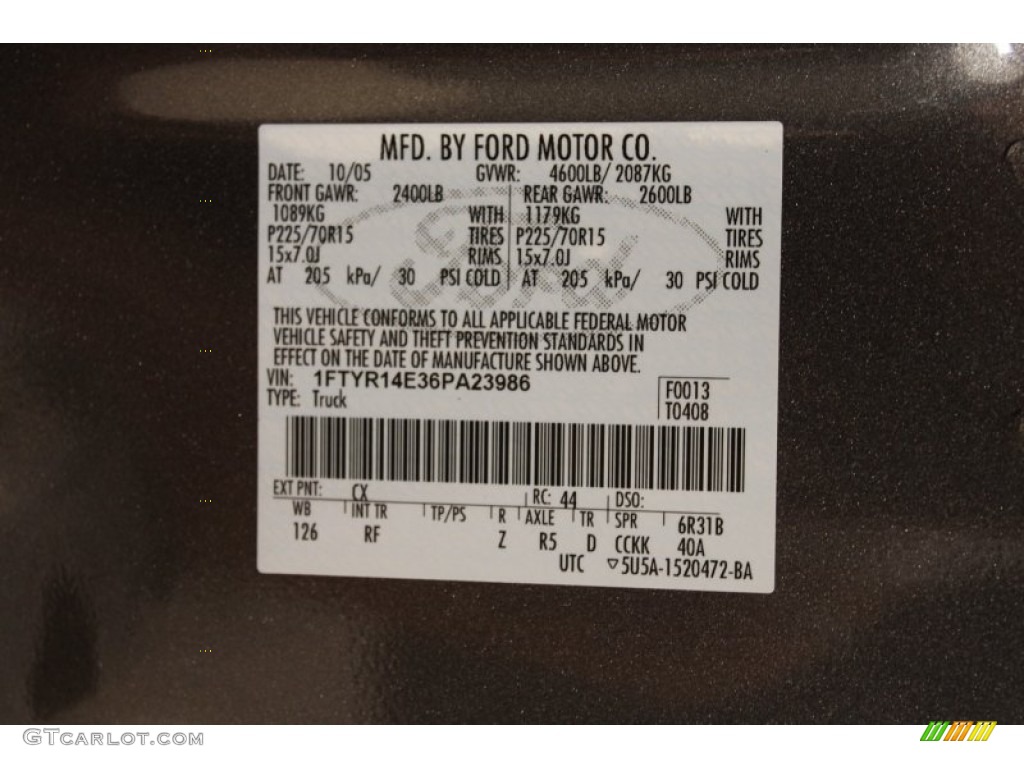 MFD. BY FORD MOTOR CO.
DATE: 10/05 GVWR: 4600LB/ 2087KG
FRONT GAWR: 2400LB REAR GAWR: 2600LB
1089KG WITH 1179KG WITH
P225/70R15 TIRES P225/70R15 TIRES
15x7.0J RIMS 15x7.0J RIMS
AT 205 kPa/ 30 PSI COLD AT 205 kPa/ 30 PSI COLD
Ford
THIS VEHICLE CONFORMS TO ALL APPLICABLE FEDERAL MOTOR
VEHICLE SAFETY AND THEFT PREVENTION STANDARDS IN
EFFECT ON THE DATE OF MANUFACTURE SHOWN ABOVE.
VIN: 1FTYR14E36PA23986
TYPE: Truck
F0013
T0408
EXT PNT: CX RC: 44 DSO:
WB INT TR TP/PS R AXLE TR SPR 6R31B
126 RF Z R5 D CCKK 40A
UTC ▽5U5A-1520472-BA
GTCarLot.com